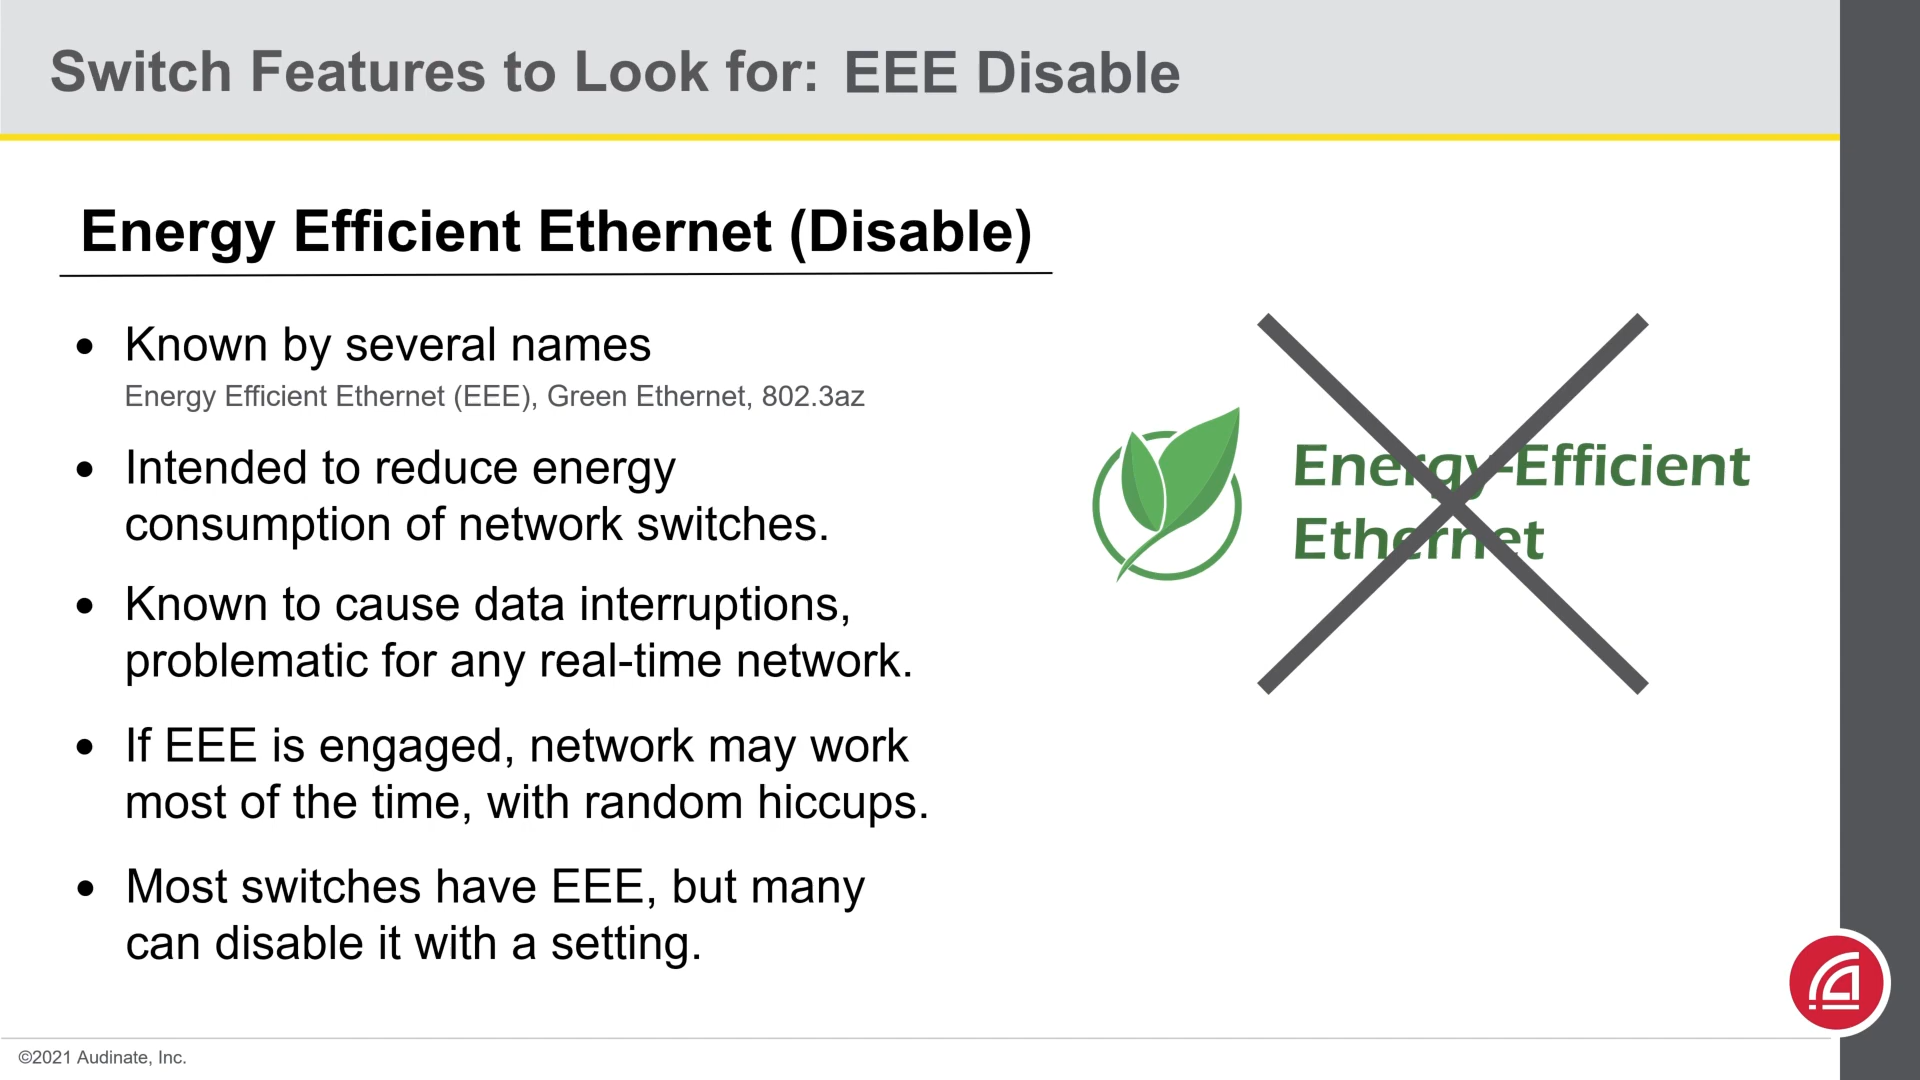 Switch Features to Look for: EEE Disable
Energy Efficient Ethernet (Disable)
• Known by several names
Energy Efficient Ethernet (EEE), Green Ethernet, 802.3az
• Intended to reduce energy
consumption of network switches.
• Known to cause data interruptions,
problematic for any real-time network.
• If EEE is engaged, network may work
most of the time, with random hiccups.
• Most switches have EEE, but many
can disable it with a setting.
Energy-Efficient
Ethernet
©2021 Audinate, Inc.